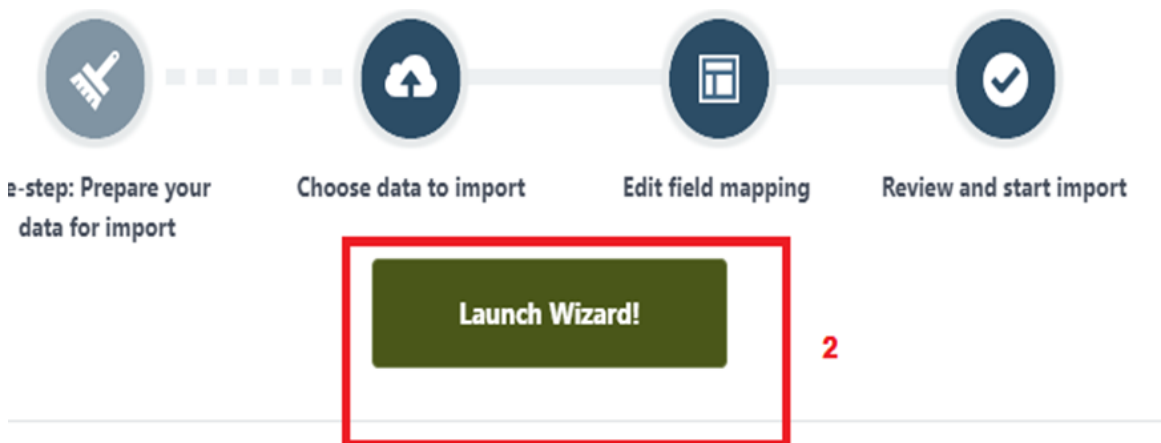 e-step: Prepare your
data for import
Choose data to import
Edit field mapping
Review and start import
Launch Wizard!
2